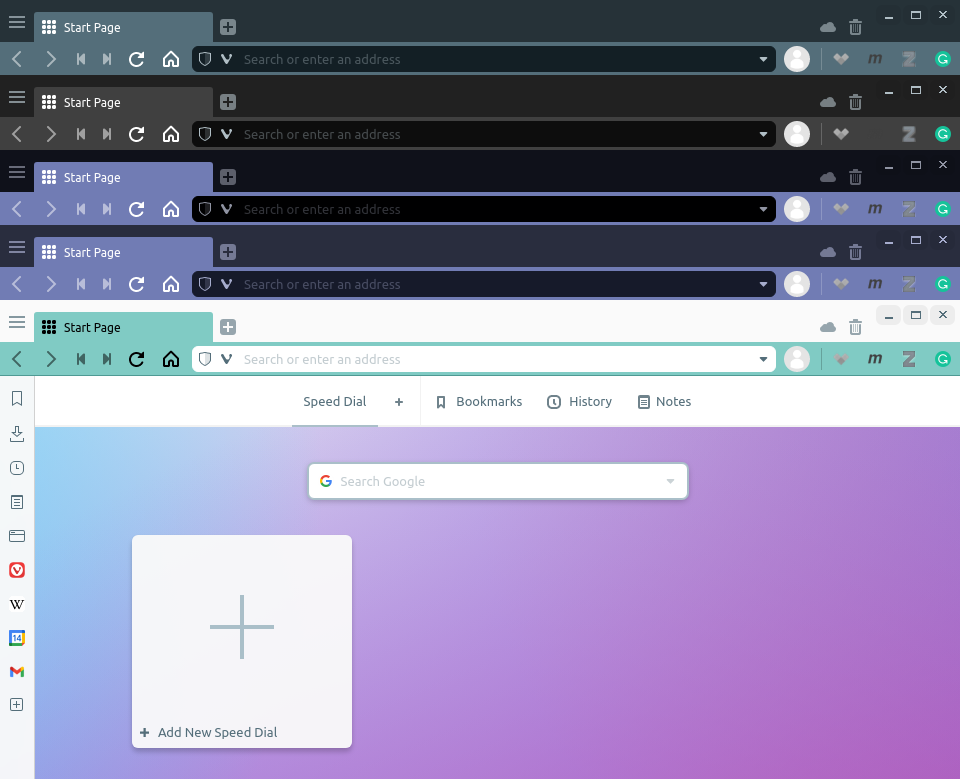 Start Page
Search or enter an address
m Z G
Start Page
Search or enter an address
Z G
Start Page
Search or enter an address
m Z G
Start Page
Search or enter an address
m Z G
Start Page
Search or enter an address
m Z G
Speed Dial + Bookmarks History Notes
G Search Google
W
14
+ Add New Speed Dial